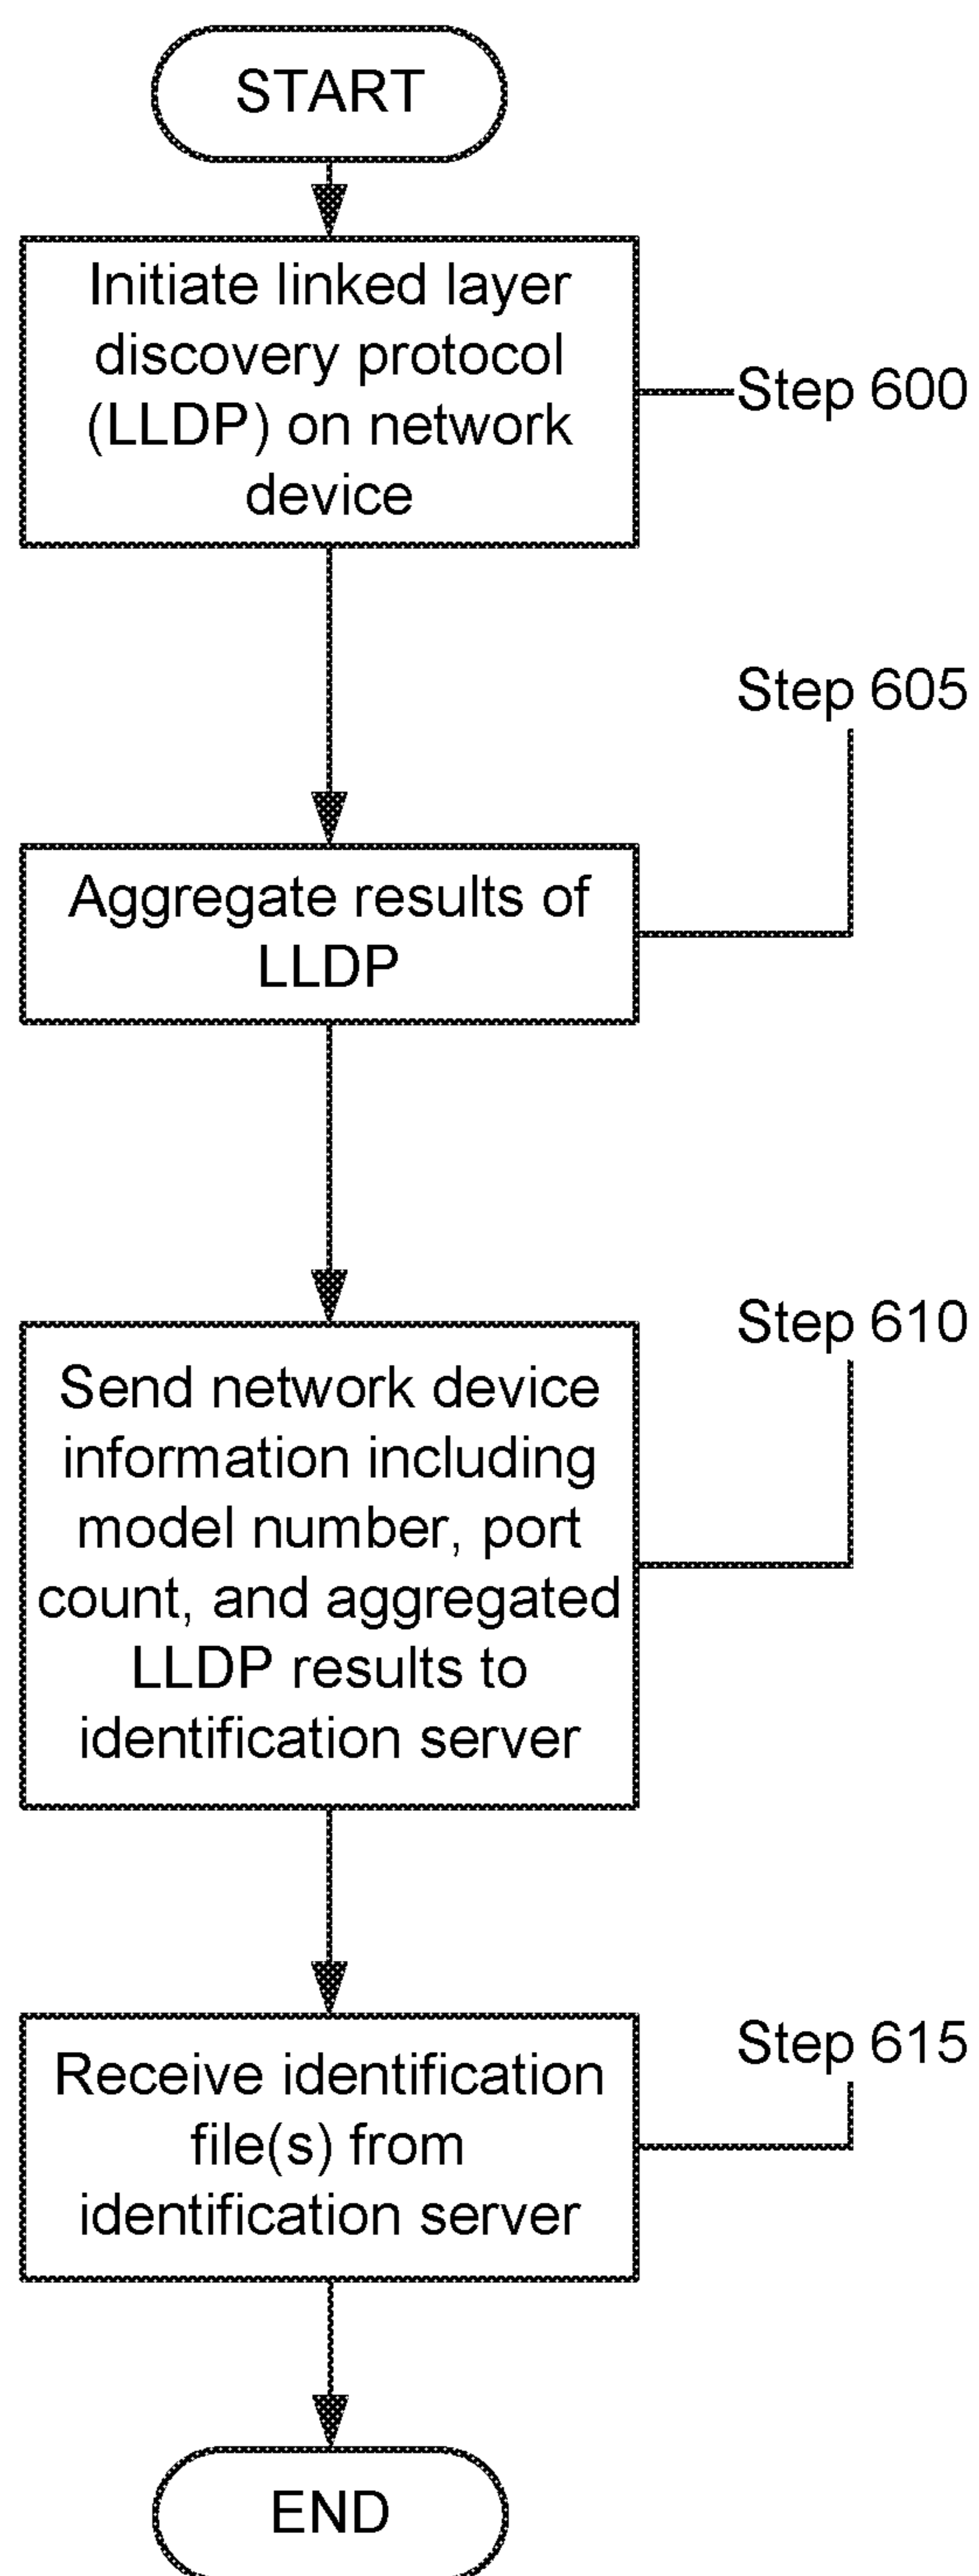 START
Initiate linked layer
discovery protocol
(LLDP) on network
device
Step 600
Step 605
Aggregate results of
LLDP
Step 610
Send network device
information including
model number, port
count, and aggregated
LLDP results to
identification server
Step 615
Receive identification
file(s) from
identification server
END